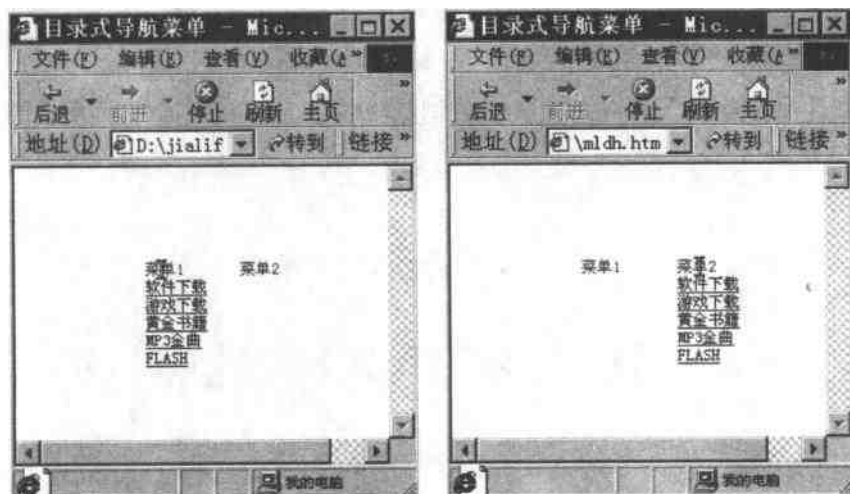 目录式导航菜单 - Mic...
文件(F) 编辑(E) 查看(V) 收藏(A »
后退 前进 停止 刷新 主页 »
地址(D) D:\jialif 转到 链接 »
菜单1 菜单2
软件下载
游戏下载
黄金书籍
MP3金曲
FLASH
我的电脑
目录式导航菜单 - Mic...
文件(F) 编辑(E) 查看(V) 收藏(A »
后退 前进 停止 刷新 主页 »
地址(D) \mldh.htm 转到 链接 »
菜单1 菜单2
软件下载
游戏下载
黄金书籍
MP3金曲
FLASH
我的电脑